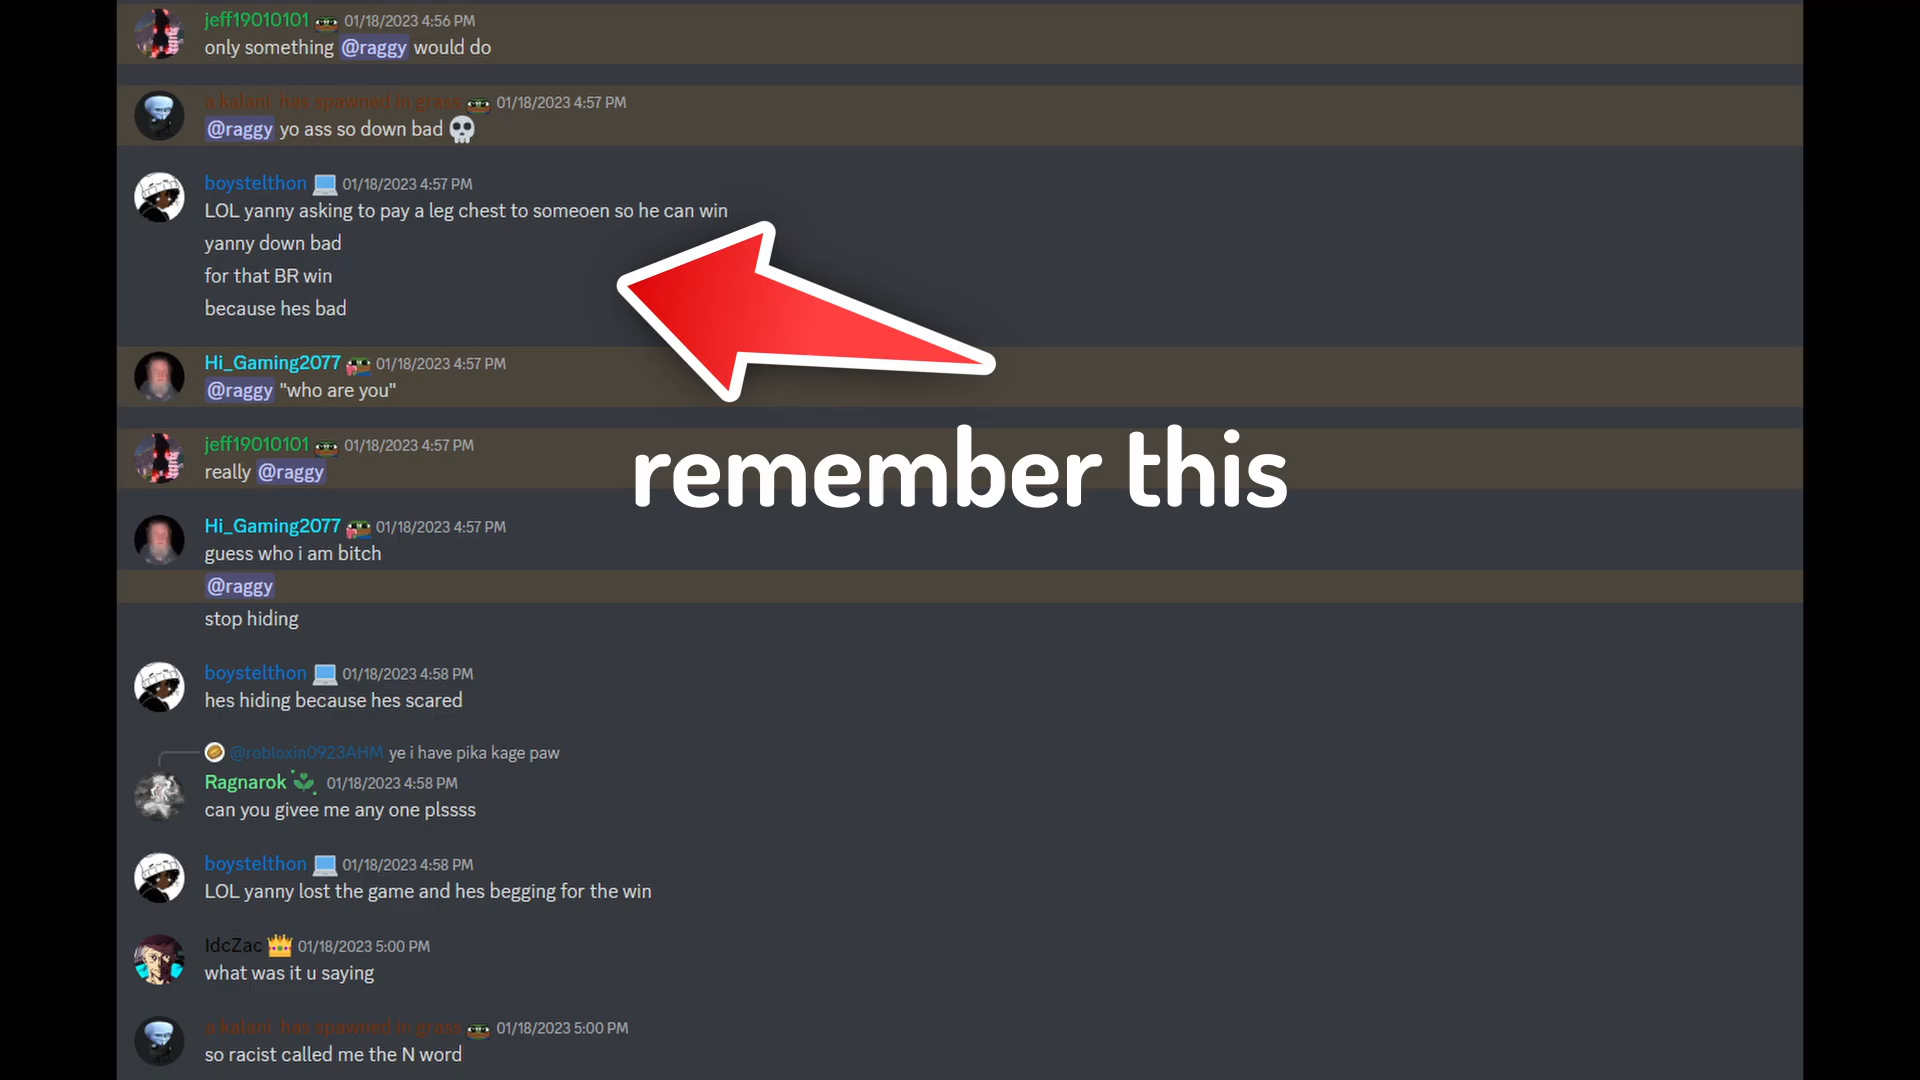 jeff19010101 01/18/2023 4:56 PM
only something @raggy would do
a kalani has spawned in grass 01/18/2023 4:57 PM
@raggy yo ass so down bad
boystelthon 01/18/2023 4:57 PM
LOL yanny asking to pay a leg chest to someoen so he can win
yanny down bad
for that BR win
because hes bad
Hi_Gaming2077 01/18/2023 4:57 PM
@raggy "who are you"
jeff19010101 01/18/2023 4:57 PM
really @raggy
remember this
Hi_Gaming2077 01/18/2023 4:57 PM
guess who i am bitch
@raggy
stop hiding
boystelthon 01/18/2023 4:58 PM
hes hiding because hes scared
@robloxin0923AHM ye i have pika kage paw
Ragnarok 01/18/2023 4:58 PM
can you givee me any one plssss
boystelthon 01/18/2023 4:58 PM
LOL yanny lost the game and hes begging for the win
IdcZac 01/18/2023 5:00 PM
what was it u saying
a kalani has spawned in grass 01/18/2023 5:00 PM
so racist called me the N word